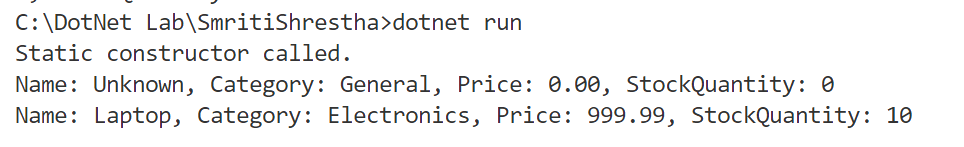 C:\DotNet Lab\SmritiShrestha>dotnet run
Static constructor called.
Name: Unknown, Category: General, Price: 0.00, StockQuantity: 0
Name: Laptop, Category: Electronics, Price: 999.99, StockQuantity: 10